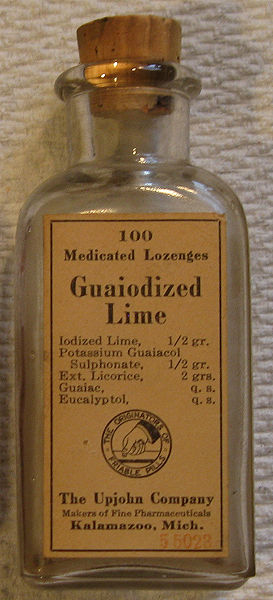 100
Medicated Lozenges
Guaiodized
Lime
Iodized Lime, 1/2 gr.
Potassium Guaiacol
Sulphonate, 1/2 gr.
Ext. Licorice, 2 grs.
Guaiac, q. s.
Eucalyptol, q. s.
THE ORIGINATORS OF
FRIABLE PILLS
The Upjohn Company
Makers of Fine Pharmaceuticals
Kalamazoo, Mich.